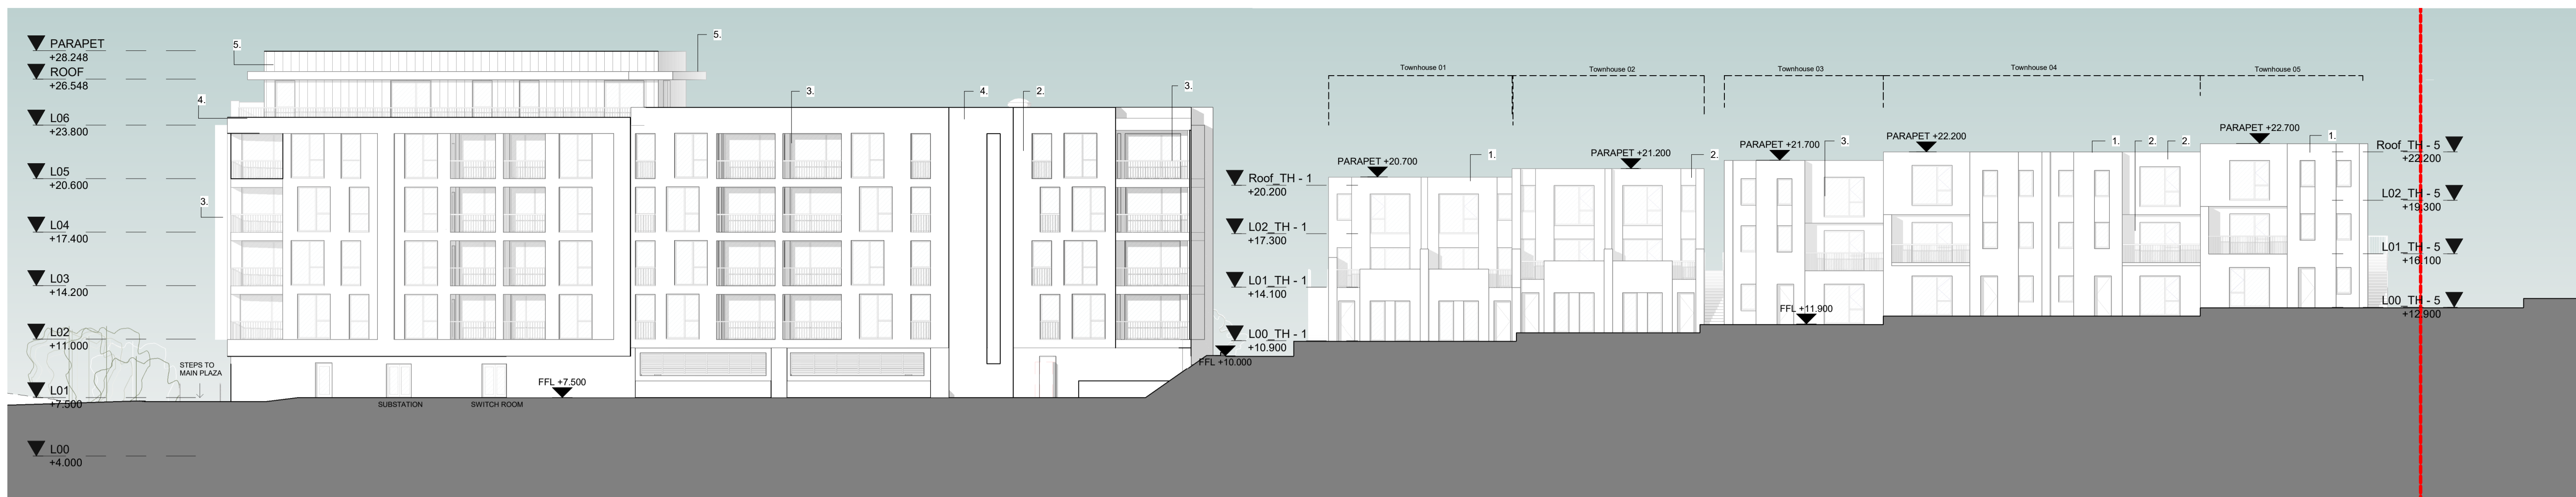 PARAPET
+28.248
ROOF
+26.548
L06
+23.800
L05
+20.600
L04
+17.400
L03
+14.200
L02
+11.000
L01
+7.500
L00
+4.000
5.
5.
4.
3.
3.
4.
2.
3.
STEPS TO
MAIN PLAZA
SUBSTATION
SWITCH ROOM
FFL +7.500
FFL +10.000
Townhouse 01
Townhouse 02
Townhouse 03
Townhouse 04
Townhouse 05
PARAPET +20.700
1.
PARAPET +21.200
2.
PARAPET +21.700
3.
PARAPET +22.200
1.
2.
2.
PARAPET +22.700
1.
Roof_TH - 1
+20.200
L02_TH - 1
+17.300
L01_TH - 1
+14.100
L00_TH - 1
+10.900
FFL +11.900
Roof_TH - 5
+22.200
L02_TH - 5
+19.300
L01_TH - 5
+16.100
L00_TH - 5
+12.900